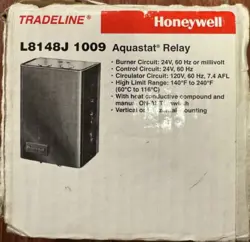 TRADELINE® Honeywell
L8148J 1009 Aquastat® Relay
• Burner Circuit: 24V, 60 Hz or millivolt
• Control Circuit: 24V, 60 Hz
• Circulator Circuit: 120V, 60 Hz, 7.4 AFL
• High-Limit Range: 140°F to 240°F
(60°C to 116°C)
• With heat conductive compound and
manual switch
• Vertical mounting